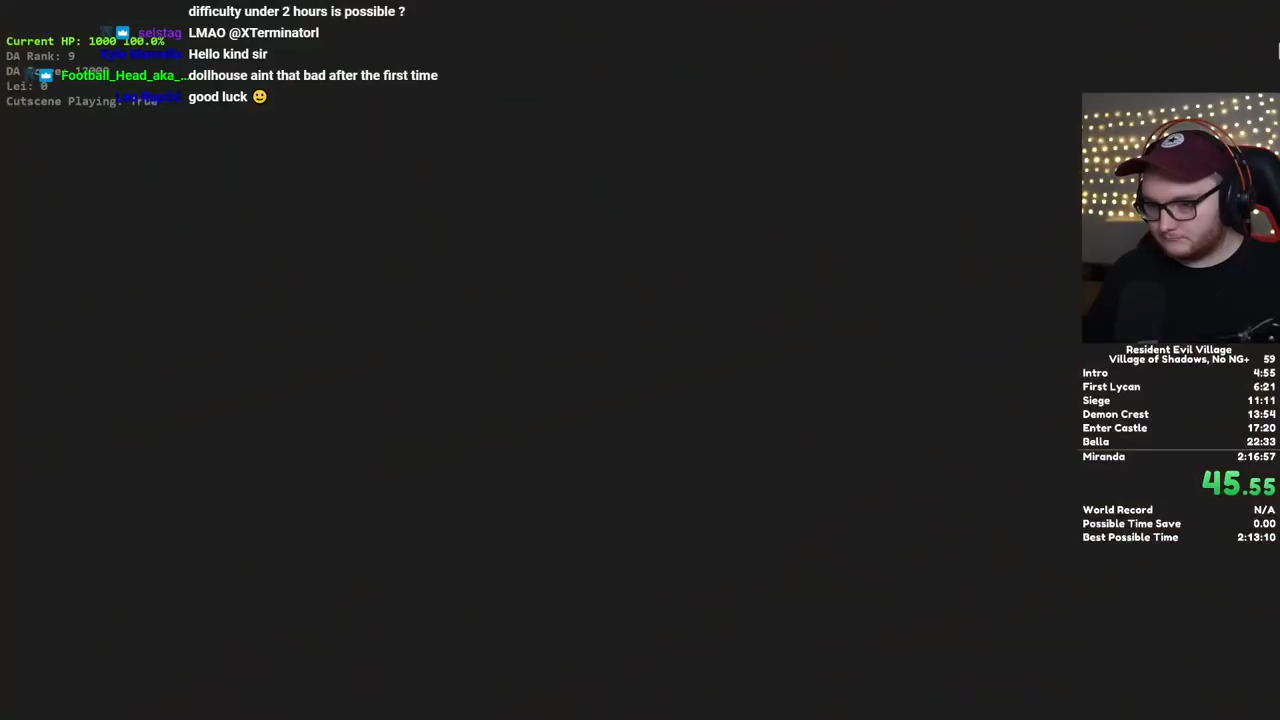 difficulty under 2 hours is possible ?
seistag LMAO @XTerminatorl
Current HP: 1000 100.0%
Hello kind sir
DA Rank: 9
Football_Head_aka_... dollhouse aint that bad after the first time
Lei: 0
good luck 🙂
Cutscene Playing: True
Resident Evil Village
Village of Shadows, No NG+ 59
Intro 4:55
First Lycan 6:21
Siege 11:11
Demon Crest 13:54
Enter Castle 17:20
Bella 22:33
Miranda 2:16:57
45.55
World Record N/A
Possible Time Save 0.00
Best Possible Time 2:13:10